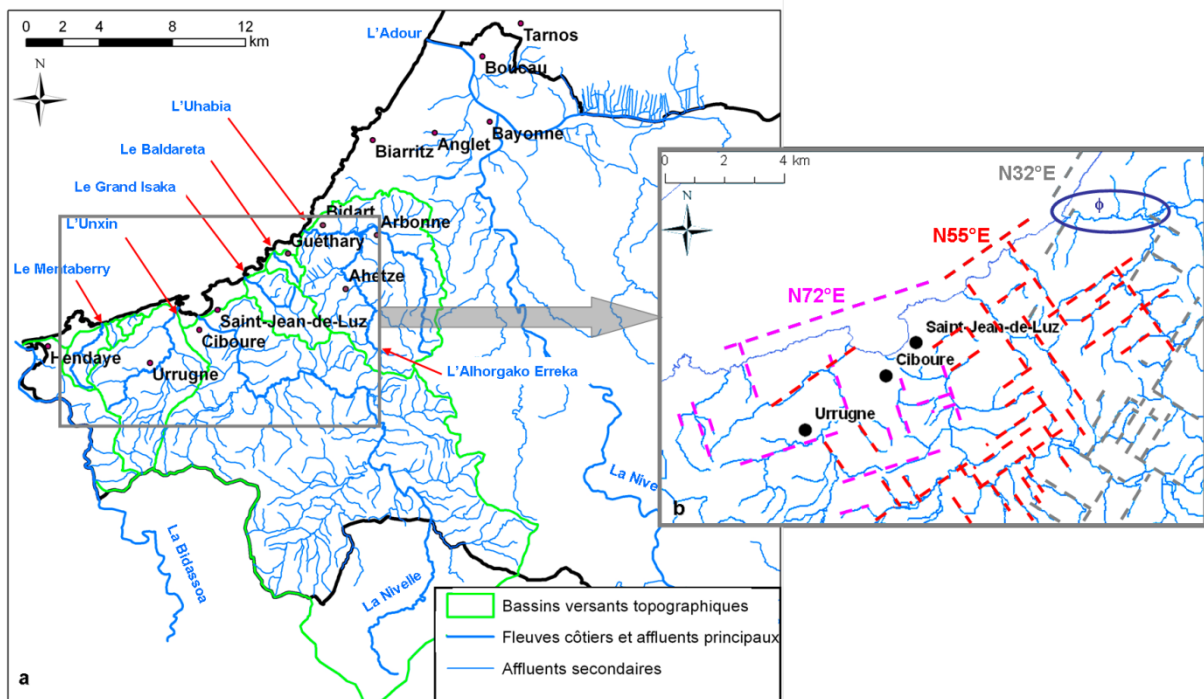 0 4 8 12
km
N
L'Adour
Tarnos
Boucau
L'Uhabia
Bayonne
Anglet
Biarritz
Le Baldareta
Le Grand Isaka
L'Unxin
Bidart
Arbonne
Guéthary
Le Mentaberry
Ahetze
Saint-Jean-de-Luz
Ciboure
Hendaye
Urrugne
L'Alhorgako Erreka
La Nive
La Bidassoa
La Nivelle
Bassins versants topographiques
Fleuves côtiers et affluents principaux
Affluents secondaires
a
0 2 4 km
N
N32°E
ϕ
N55°E
N72°E
Saint-Jean-de-Luz
Ciboure
Urrugne
b